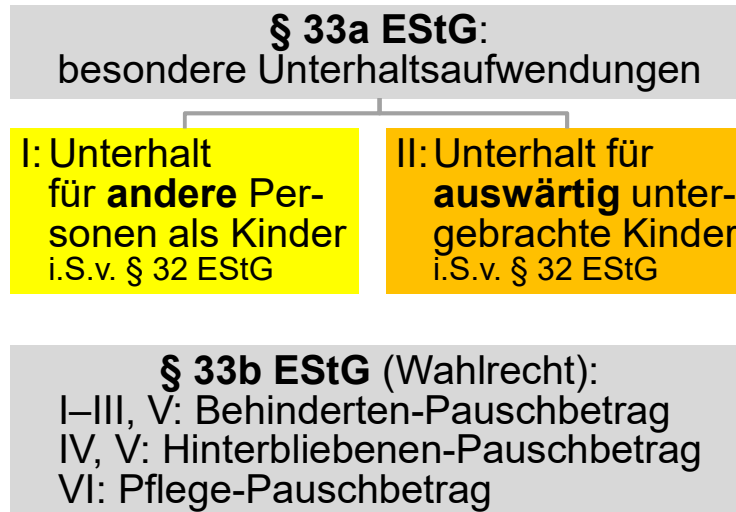 § 33a EStG:
besondere Unterhaltsaufwendungen
I: Unterhalt
für andere Per-
sonen als Kinder
i.S.v. § 32 EStG
II: Unterhalt für
auswärtig unter-
gebrachte Kinder
i.S.v. § 32 EStG
§ 33b EStG (Wahlrecht):
I–III, V: Behinderten-Pauschbetrag
IV, V: Hinterbliebenen-Pauschbetrag
VI: Pflege-Pauschbetrag